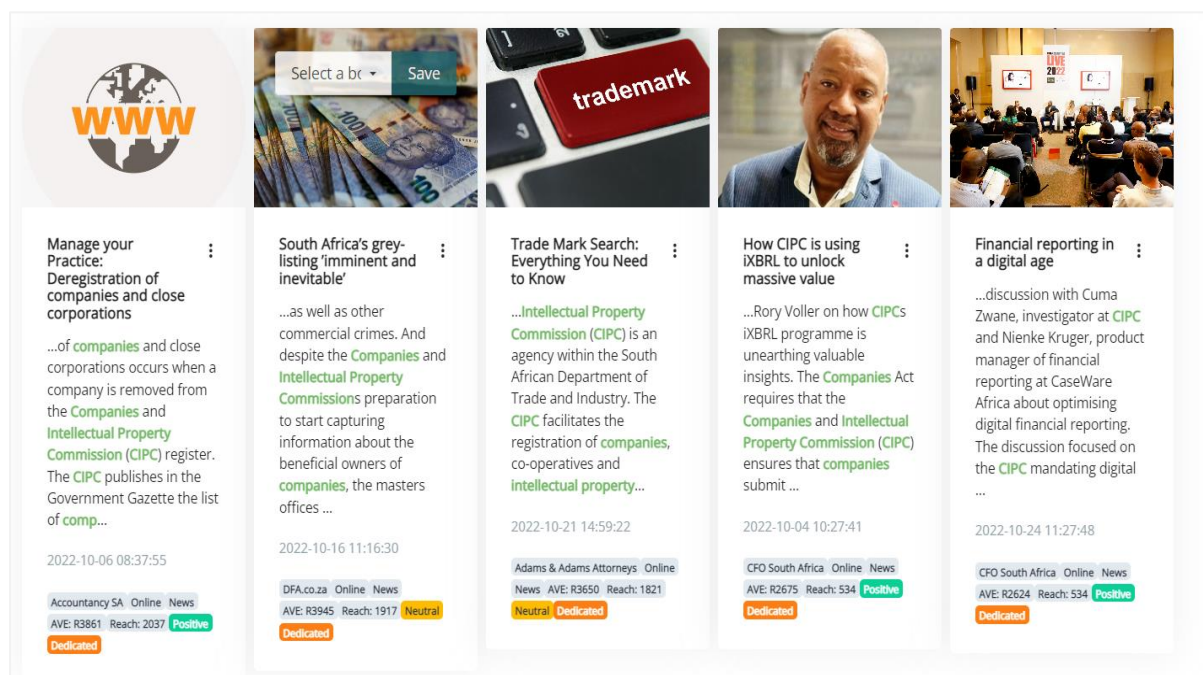 WWW
Manage your
Practice:
Deregistration of
companies and close
corporations
...of companies and close
corporations occurs when a
company is removed from
the Companies and
Intellectual Property
Commission (CIPC) register.
The CIPC publishes in the
Government Gazette the list
of comp...
2022-10-06 08:37:55
Accountancy SA Online News
AVE: R3861 Reach: 2037 Positive
Dedicated
Select a bo Save
100
100
South Africa's grey-
listing 'imminent and
inevitable'
...as well as other
commercial crimes. And
despite the Companies and
Intellectual Property
Commissions preparation
to start capturing
information about the
beneficial owners of
companies, the masters
offices ...
2022-10-16 11:16:30
DFA.co.za Online News
AVE: R3945 Reach: 1917 Neutral
Dedicated
trademark
Trade Mark Search:
Everything You Need
to Know
...Intellectual Property
Commission (CIPC) is an
agency within the South
African Department of
Trade and Industry. The
CIPC facilitates the
registration of companies,
co-operatives and
intellectual property...
2022-10-21 14:59:22
Adams & Adams Attorneys Online
News AVE: R3650 Reach: 1821
Neutral Dedicated
How CIPC is using
iXBRL to unlock
massive value
...Rory Voller on how CIPCs
iXBRL programme is
unearthing valuable
insights. The Companies Act
requires that the
Companies and Intellectual
Property Commission (CIPC)
ensures that companies
submit ...
2022-10-04 10:27:41
CFO South Africa Online News
AVE: R2675 Reach: 534 Positive
Dedicated
LIVE
2022
Financial reporting in
a digital age
...discussion with Cuma
Zwane, investigator at CIPC
and Nienke Kruger, product
manager of financial
reporting at CaseWare
Africa about optimising
digital financial reporting.
The discussion focused on
the CIPC mandating digital
...
2022-10-24 11:27:48
CFO South Africa Online News
AVE: R2624 Reach: 534 Positive
Dedicated